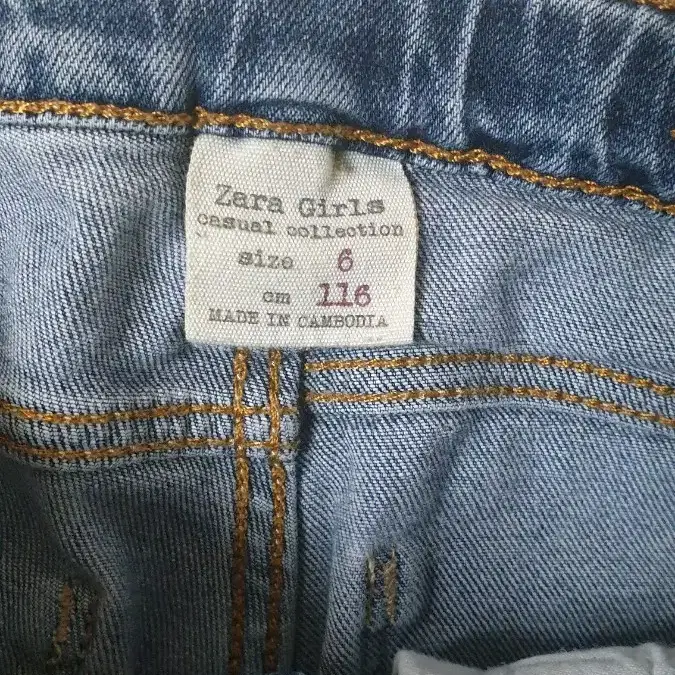 Zara Girls
casual collection
size 6
cm 116
MADE IN CAMBODIA